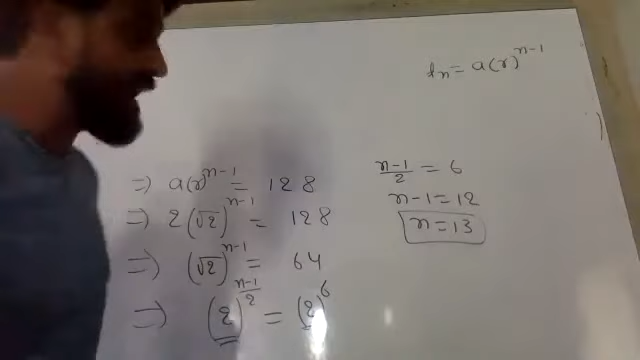 tn = a(r)^n-1
=> a(r)^n-1 = 128
=> 2(√2)^n-1 = 128
=> (√2)^n-1 = 64
=> (2)^n-1/2 = (2)^6
n-1/2 = 6
n-1=12
n=13